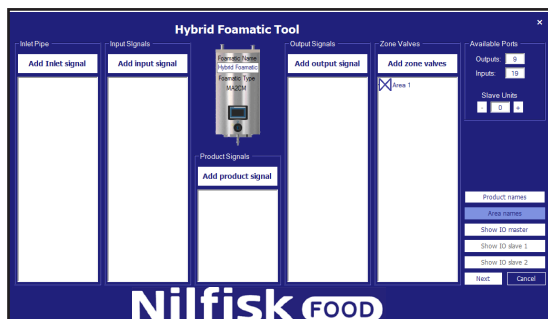 Hybrid Foamatic Tool
×
Inlet Pipe
Add Inlet signal
Input SIgnals
Add input signal
Foamatic Name
Hybrid Foamatic
Foamatic Type
MA2CM
Product Signals
Add product signal
Output Signals
Add output signal
Zone Valves
Add zone valves
Area 1
Available Ports
Outputs: 9
Inputs: 19
Slave Units
- 0 +
Product names
Area names
Show IO master
Show IO slave 1
Show IO slave 2
Next Cancel
Nilfisk FOOD